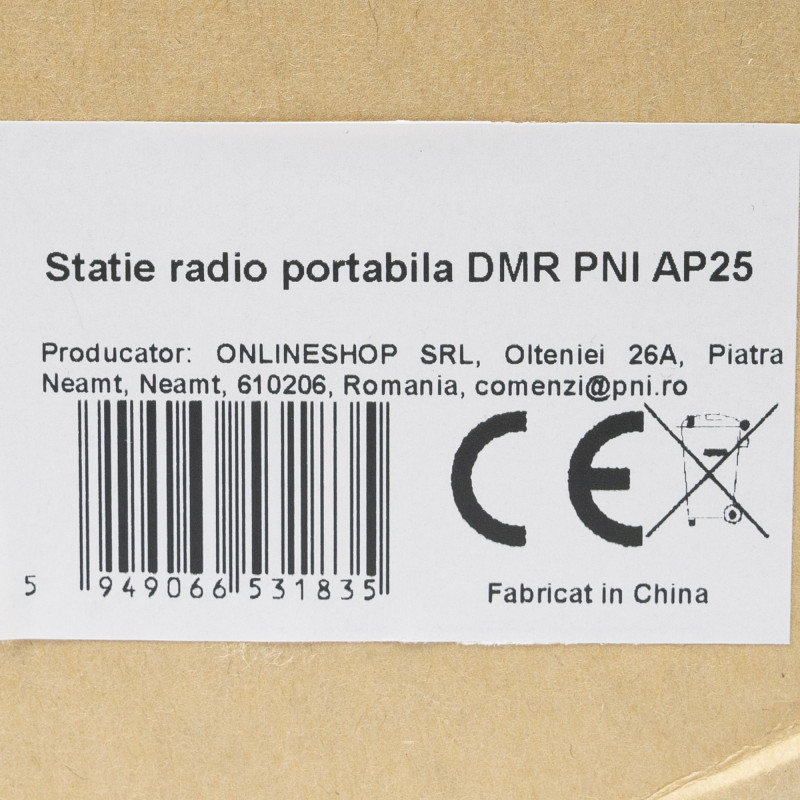 Statie radio portabila DMR PNI AP25
Producator: ONLINESHOP SRL, Olteniei 26A, Piatra
Neamt, Neamt, 610206, Romania, comenzi@pni.ro
CE
5 949066 531835
Fabricat in China